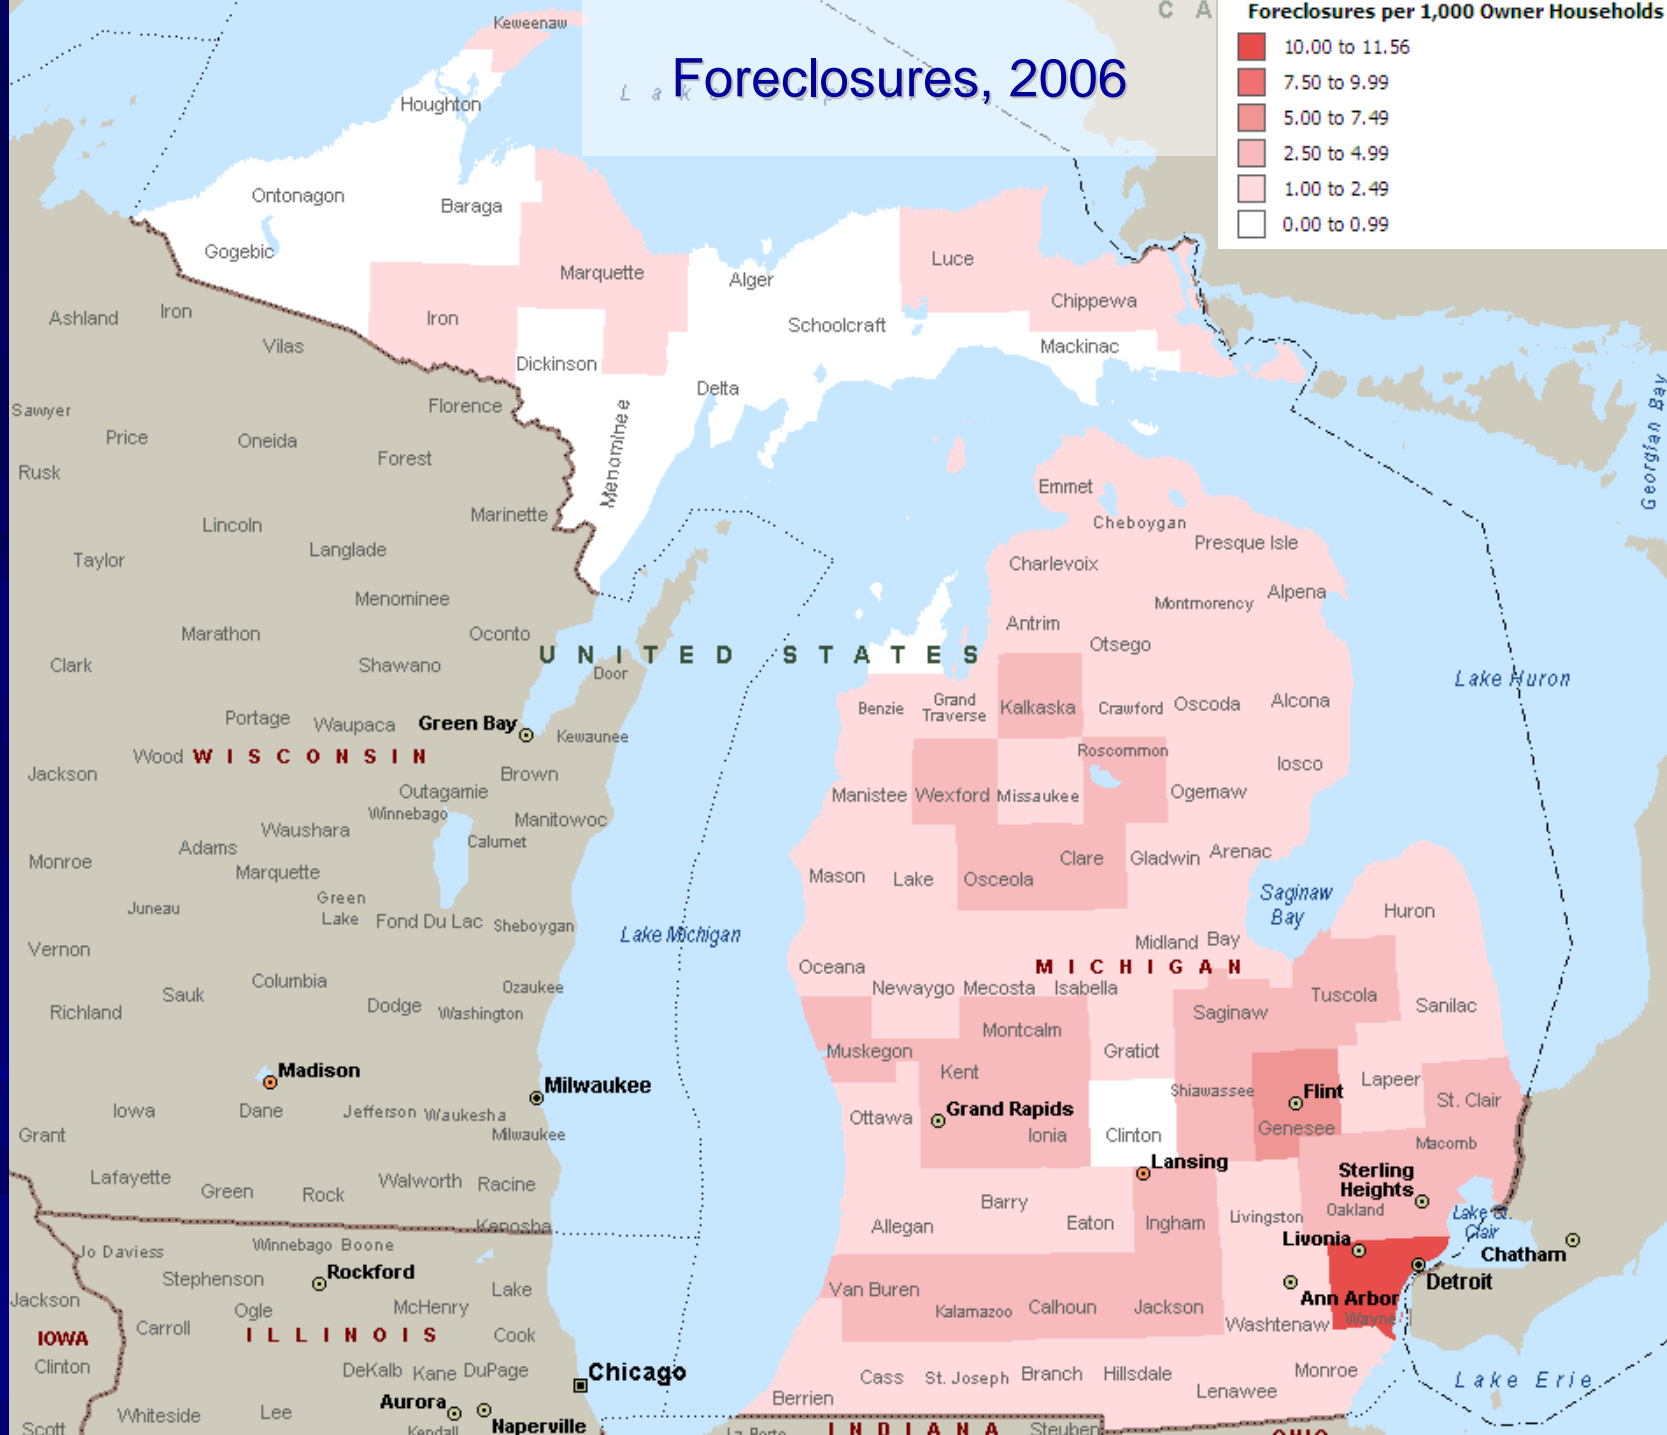 Foreclosures, 2006
Foreclosures per 1,000 Owner Households
10.00 to 11.56
7.50 to 9.99
5.00 to 7.49
2.50 to 4.99
1.00 to 2.49
0.00 to 0.99
C A
Keweenaw
Houghton
Ontonagon
Baraga
Gogebic
Marquette
Alger
Luce
Chippewa
Iron
Schoolcraft
Mackinac
Dickinson
Delta
Menominee
Ashland
Iron
Vilas
Florence
Sawyer
Price
Oneida
Forest
Rusk
Marinette
Lincoln
Langlade
Taylor
Menominee
Marathon
Oconto
Clark
Shawano
Door
UNITED STATES
Portage
Waupaca
Green Bay
Kewaunee
Wood
WISCONSIN
Jackson
Brown
Outagamie
Winnebago
Manitowoc
Waushara
Calumet
Adams
Monroe
Marquette
Green
Lake
Juneau
Fond Du Lac
Sheboygan
Vernon
Columbia
Ozaukee
Sauk
Dodge
Washington
Richland
Madison
Milwaukee
Iowa
Dane
Jefferson
Waukesha
Milwaukee
Grant
Lafayette
Green
Rock
Walworth
Racine
Kenosha
Jo Daviess
Winnebago
Boone
Stephenson
Rockford
Lake
Jackson
Ogle
McHenry
Carroll
ILLINOIS
Cook
IOWA
Clinton
DeKalb
Kane
DuPage
Chicago
Aurora
Whiteside
Lee
Naperville
Scott
Kendall
Lake Michigan
Georgian Bay
Lake Huron
Emmet
Cheboygan
Presque Isle
Charlevoix
Alpena
Montmorency
Antrim
Otsego
Benzie
Grand
Traverse
Kalkaska
Crawford
Oscoda
Alcona
Roscommon
Iosco
Manistee
Wexford
Missaukee
Ogemaw
Clare
Gladwin
Arenac
Mason
Lake
Osceola
Saginaw
Bay
Huron
Midland
Bay
MICHIGAN
Oceana
Newaygo
Mecosta
Isabella
Tuscola
Sanilac
Saginaw
Montcalm
Muskegon
Gratiot
Kent
Shiawassee
Flint
Lapeer
St. Clair
Ottawa
Grand Rapids
Ionia
Clinton
Genesee
Macomb
Lansing
Sterling
Heights
Barry
Oakland
Allegan
Eaton
Ingham
Livingston
Lake St.
Clair
Livonia
Chatham
Detroit
Van Buren
Kalamazoo
Calhoun
Jackson
Ann Arbor
Washtenaw
Wayne
Cass
St. Joseph
Branch
Hillsdale
Monroe
Berrien
Lenawee
Lake Erie
La Porte
INDIANA
Steuben
OHIO